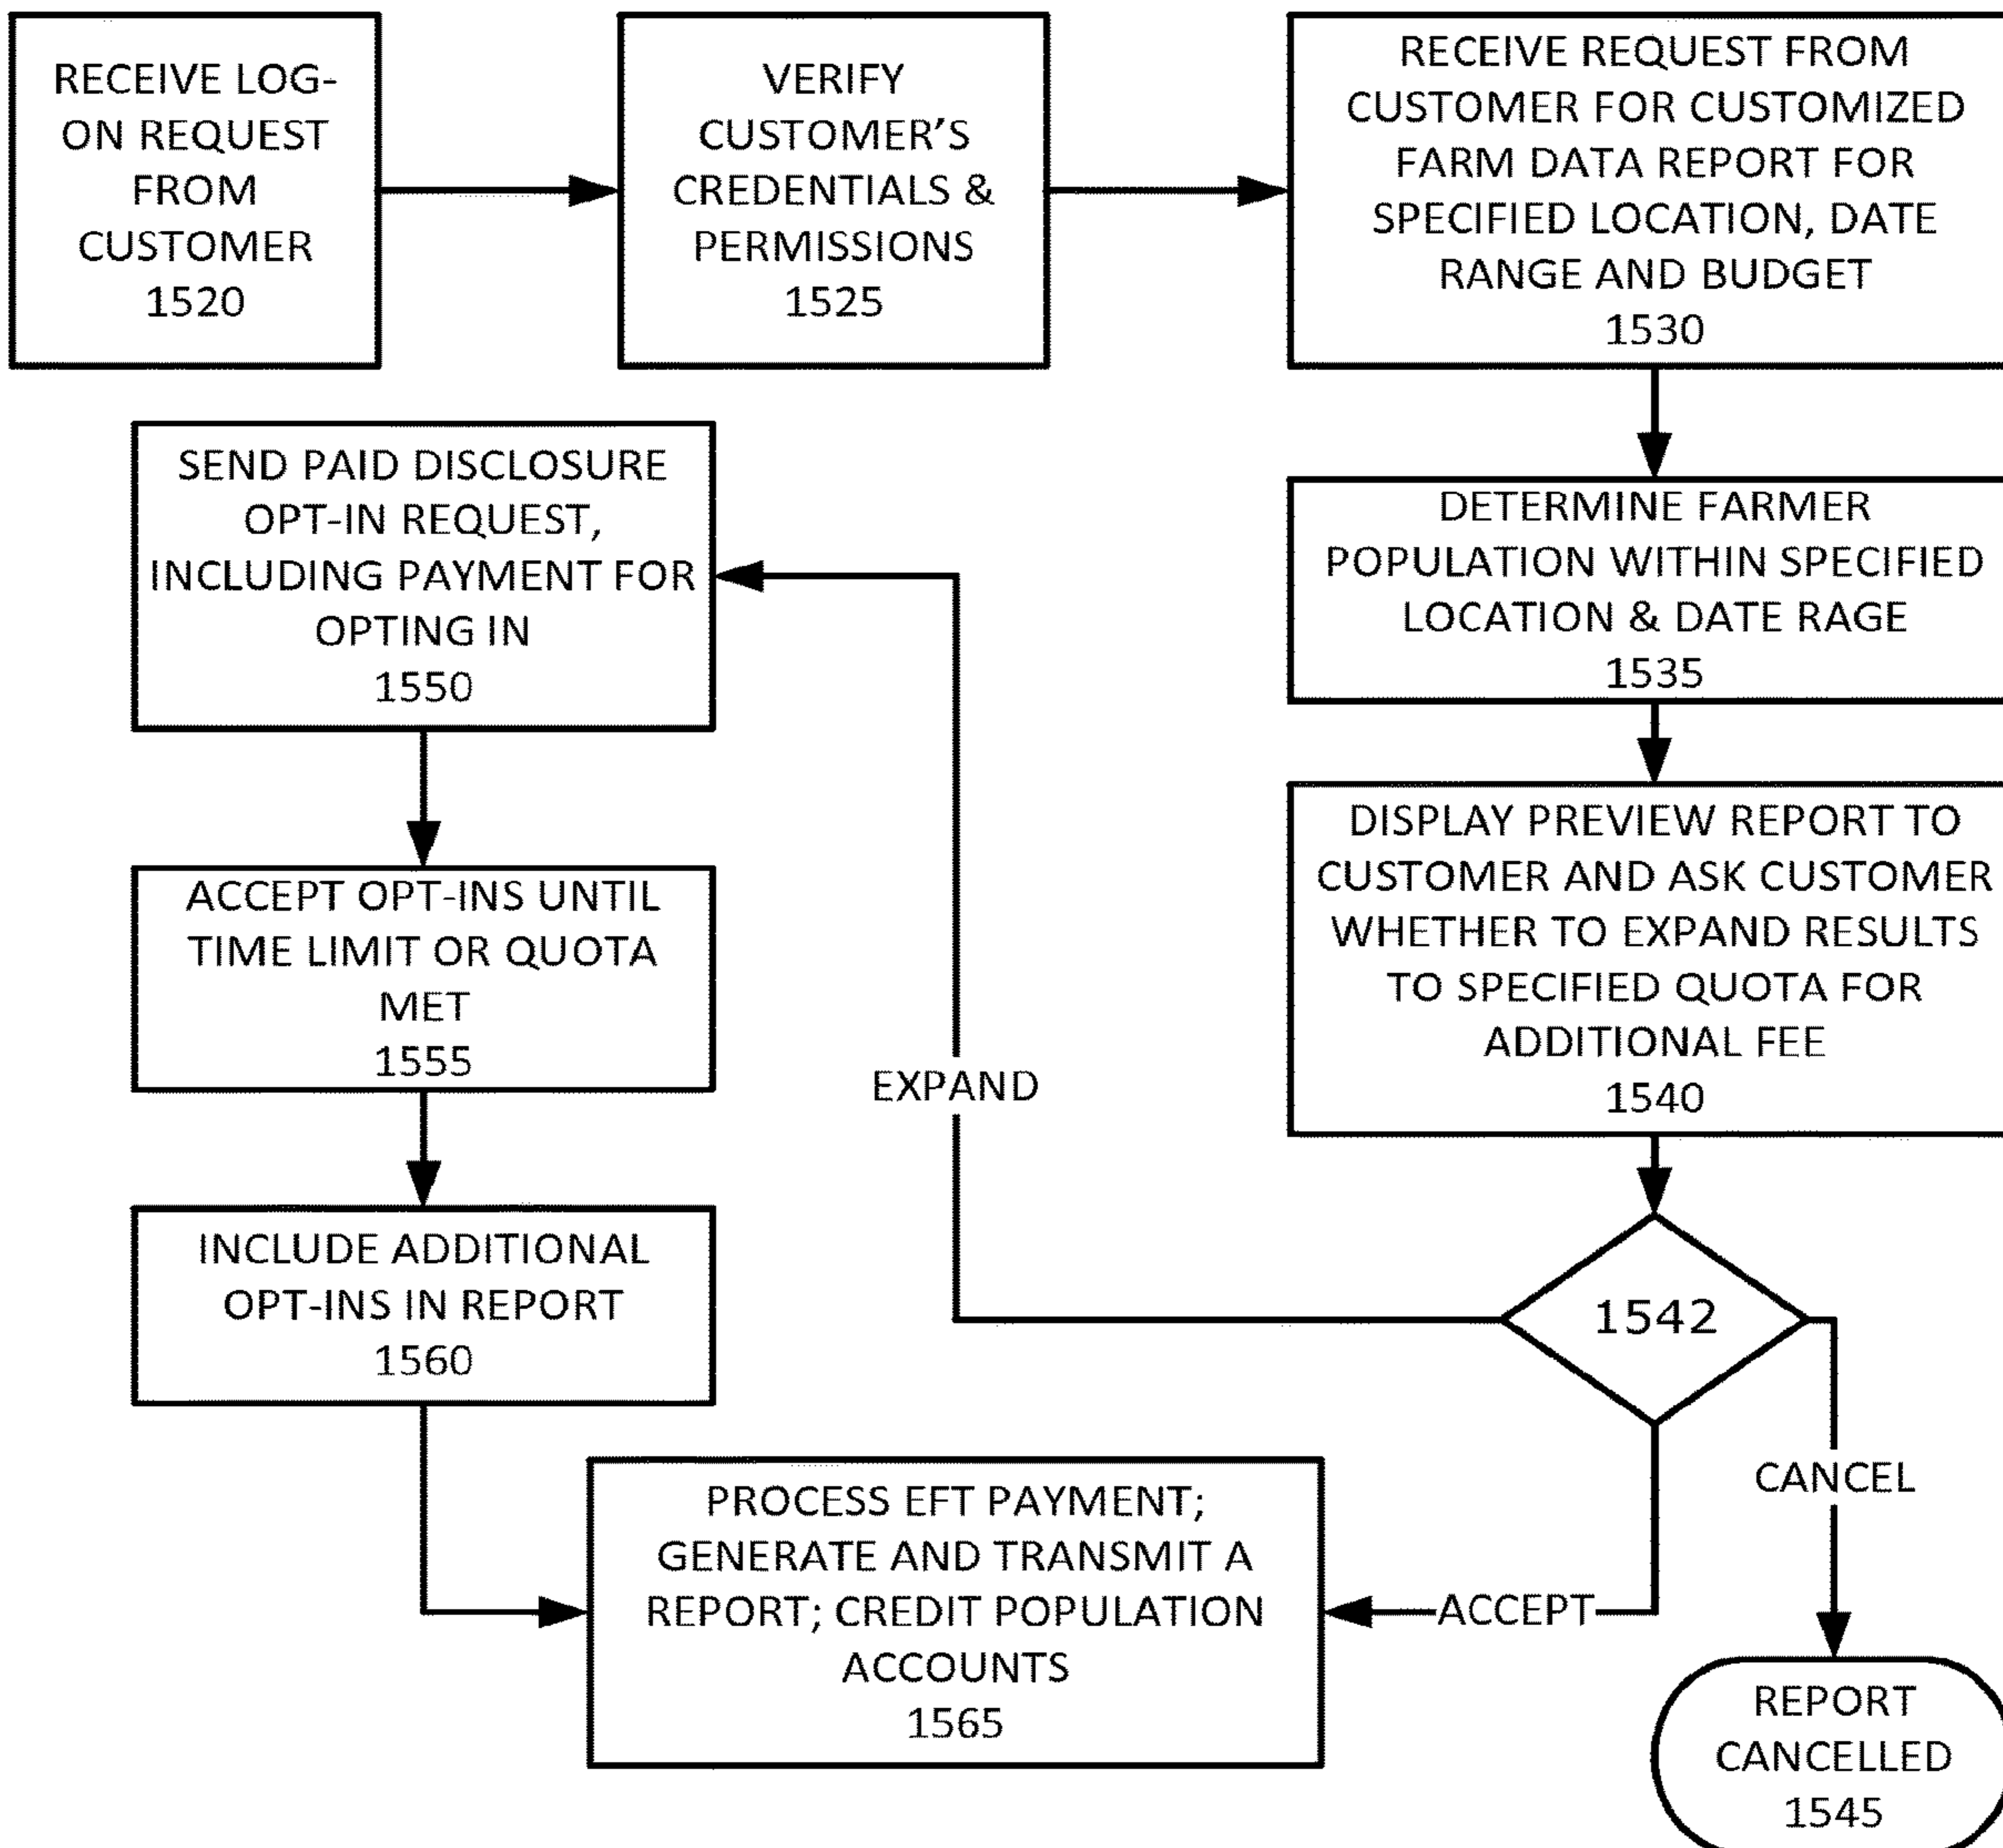 RECEIVE LOG-
ON REQUEST
FROM
CUSTOMER
1520
VERIFY
CUSTOMER’S
CREDENTIALS &
PERMISSIONS
1525
RECEIVE REQUEST FROM
CUSTOMER FOR CUSTOMIZED
FARM DATA REPORT FOR
SPECIFIED LOCATION, DATE
RANGE AND BUDGET
1530
DETERMINE FARMER
POPULATION WITHIN SPECIFIED
LOCATION & DATE RAGE
1535
DISPLAY PREVIEW REPORT TO
CUSTOMER AND ASK CUSTOMER
WHETHER TO EXPAND RESULTS
TO SPECIFIED QUOTA FOR
ADDITIONAL FEE
1540
1542
EXPAND
SEND PAID DISCLOSURE
OPT-IN REQUEST,
INCLUDING PAYMENT FOR
OPTING IN
1550
ACCEPT OPT-INS UNTIL
TIME LIMIT OR QUOTA
MET
1555
INCLUDE ADDITIONAL
OPT-INS IN REPORT
1560
PROCESS EFT PAYMENT;
GENERATE AND TRANSMIT A
REPORT; CREDIT POPULATION
ACCOUNTS
1565
ACCEPT
CANCEL
REPORT
CANCELLED
1545